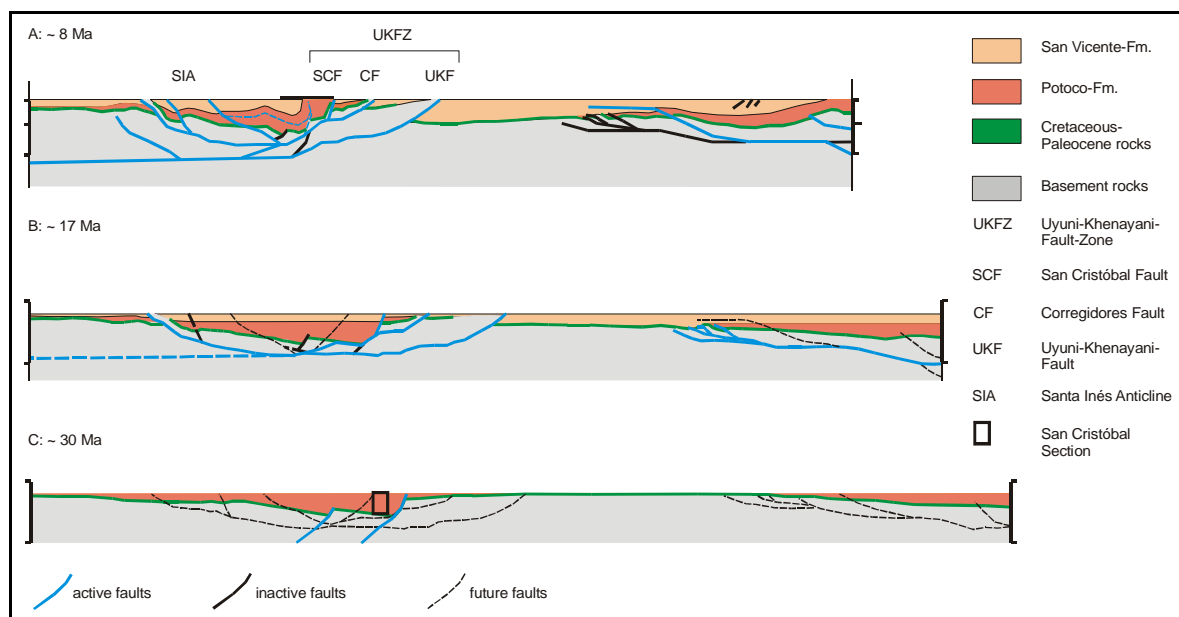 A: ~ 8 Ma
UKFZ
SIA
SCF
CF
UKF
San Vicente-Fm.
Potoco-Fm.
Cretaceous-
Paleocene rocks
Basement rocks
B: ~ 17 Ma
UKFZ
Uyuni-Khenayani-
Fault-Zone
SCF
San Cristóbal Fault
CF
Corregidores Fault
UKF
Uyuni-Khenayani-
Fault
SIA
Santa Inés Anticline
San Cristóbal
Section
C: ~ 30 Ma
active faults
inactive faults
future faults